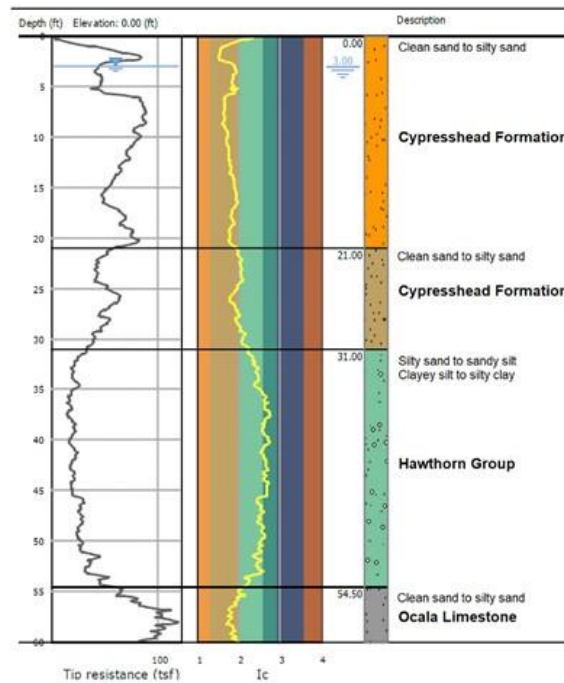 Depth (ft) Elevation: 0.00 (ft) Description
0
5
10
15
20
25
30
35
40
45
50
55
60
0.00
3.00
21.00
31.00
54.50
Clean sand to silty sand
Cypresshead Formation
Clean sand to silty sand
Cypresshead Formation
Silty sand to sandy silt
Clayey silt to silty clay
Hawthorn Group
Clean sand to silty sand
Ocala Limestone
100
1 2 3 4
Tip resistance (tsf) Ic